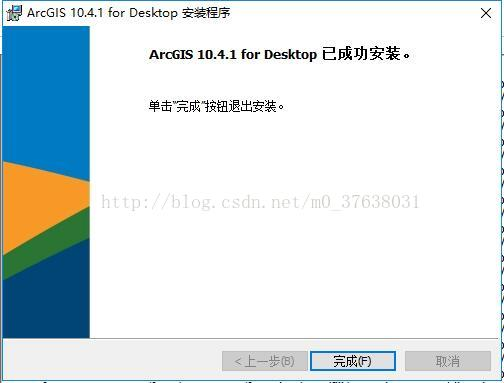 ArcGIS 10.4.1 for Desktop 安装程序
ArcGIS 10.4.1 for Desktop 已成功安装。
单击"完成"按钮退出安装。
http://blog.csdn.net/m0_37638031
< 上一步(B)
完成(F)
取消